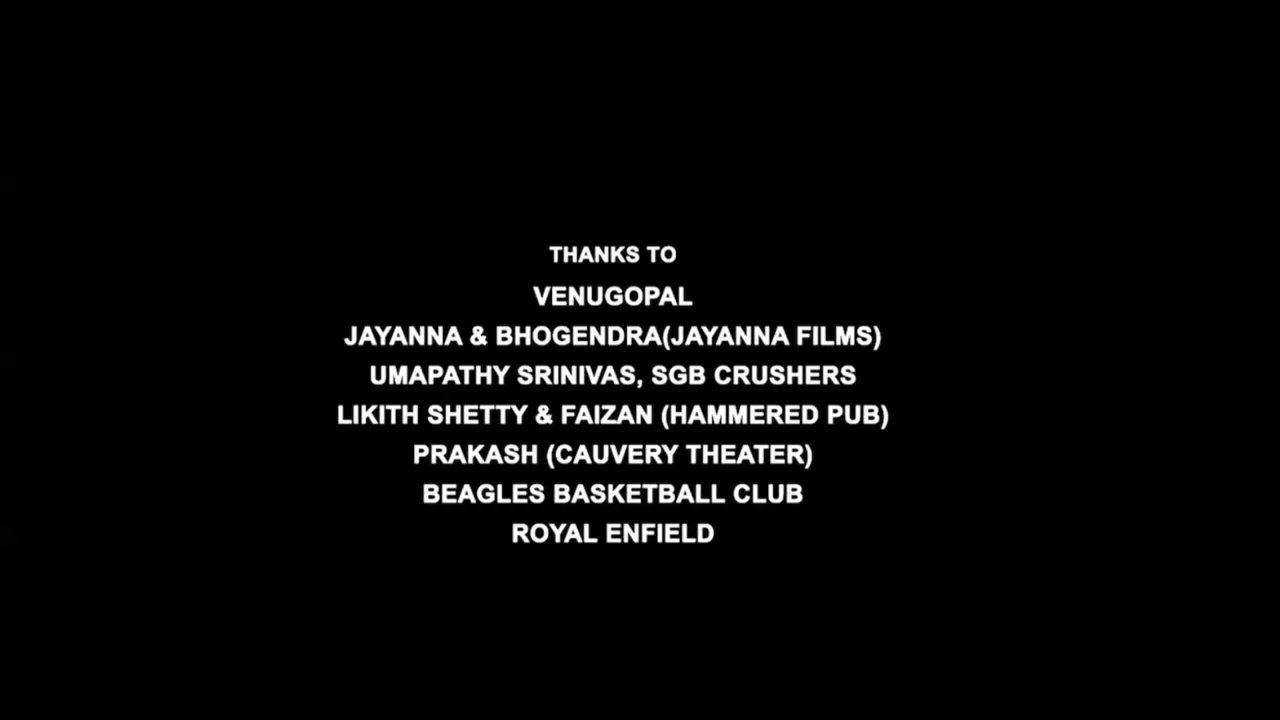 THANKS TO
VENUGOPAL
JAYANNA & BHOGENDRA(JAYANNA FILMS)
UMAPATHY SRINIVAS, SGB CRUSHERS
LIKITH SHETTY & FAIZAN (HAMMERED PUB)
PRAKASH (CAUVERY THEATER)
BEAGLES BASKETBALL CLUB
ROYAL ENFIELD